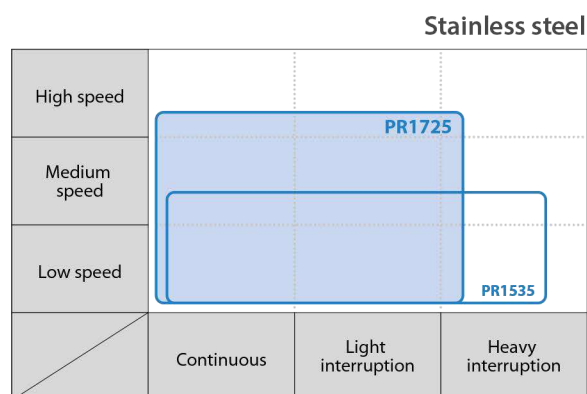 Stainless steel
High speed
PR1725
Medium
speed
Low speed
PR1535
Continuous
Light
interruption
Heavy
interruption